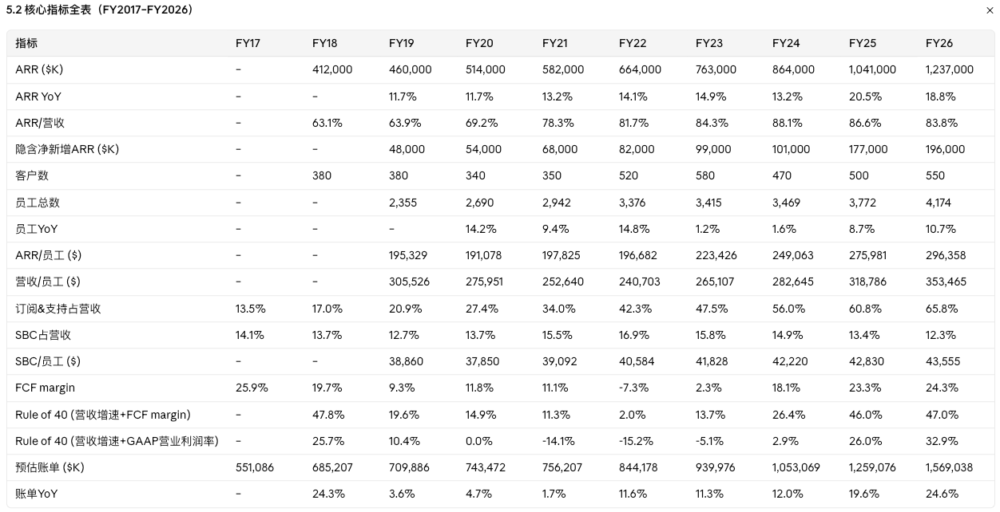 5.2 核心指标全表（FY2017–FY2026） ×
指标 FY17 FY18 FY19 FY20 FY21 FY22 FY23 FY24 FY25 FY26
ARR ($K) – 412,000 460,000 514,000 582,000 664,000 763,000 864,000 1,041,000 1,237,000
ARR YoY – – 11.7% 11.7% 13.2% 14.1% 14.9% 13.2% 20.5% 18.8%
ARR/营收 – 63.1% 63.9% 69.2% 78.3% 81.7% 84.3% 88.1% 86.6% 83.8%
隐含净新增ARR ($K) – – 48,000 54,000 68,000 82,000 99,000 101,000 177,000 196,000
客户数 – 380 380 340 350 520 580 470 500 550
员工总数 – – 2,355 2,690 2,942 3,376 3,415 3,469 3,772 4,174
员工YoY – – – 14.2% 9.4% 14.8% 1.2% 1.6% 8.7% 10.7%
ARR/员工 ($) – – 195,329 191,078 197,825 196,682 223,426 249,063 275,981 296,358
营收/员工 ($) – – 305,526 275,951 252,640 240,703 265,107 282,645 318,786 353,465
订阅&支持占营收 13.5% 17.0% 20.9% 27.4% 34.0% 42.3% 47.5% 56.0% 60.8% 65.8%
SBC占营收 14.1% 13.7% 12.7% 13.7% 15.5% 16.9% 15.8% 14.9% 13.4% 12.3%
SBC/员工 ($) – – 38,860 37,850 39,092 40,584 41,828 42,220 42,830 43,555
FCF margin 25.9% 19.7% 9.3% 11.8% 11.1% -7.3% 2.3% 18.1% 23.3% 24.3%
Rule of 40 (营收增速+FCF margin) – 47.8% 19.6% 14.9% 11.3% 2.0% 13.7% 26.4% 46.0% 47.0%
Rule of 40 (营收增速+GAAP营业利润率) – 25.7% 10.4% 0.0% -14.1% -15.2% -5.1% 2.9% 26.0% 32.9%
预估账单 ($K) 551,086 685,207 709,886 743,472 756,207 844,178 939,976 1,053,069 1,259,076 1,569,038
账单YoY – 24.3% 3.6% 4.7% 1.7% 11.6% 11.3% 12.0% 19.6% 24.6%